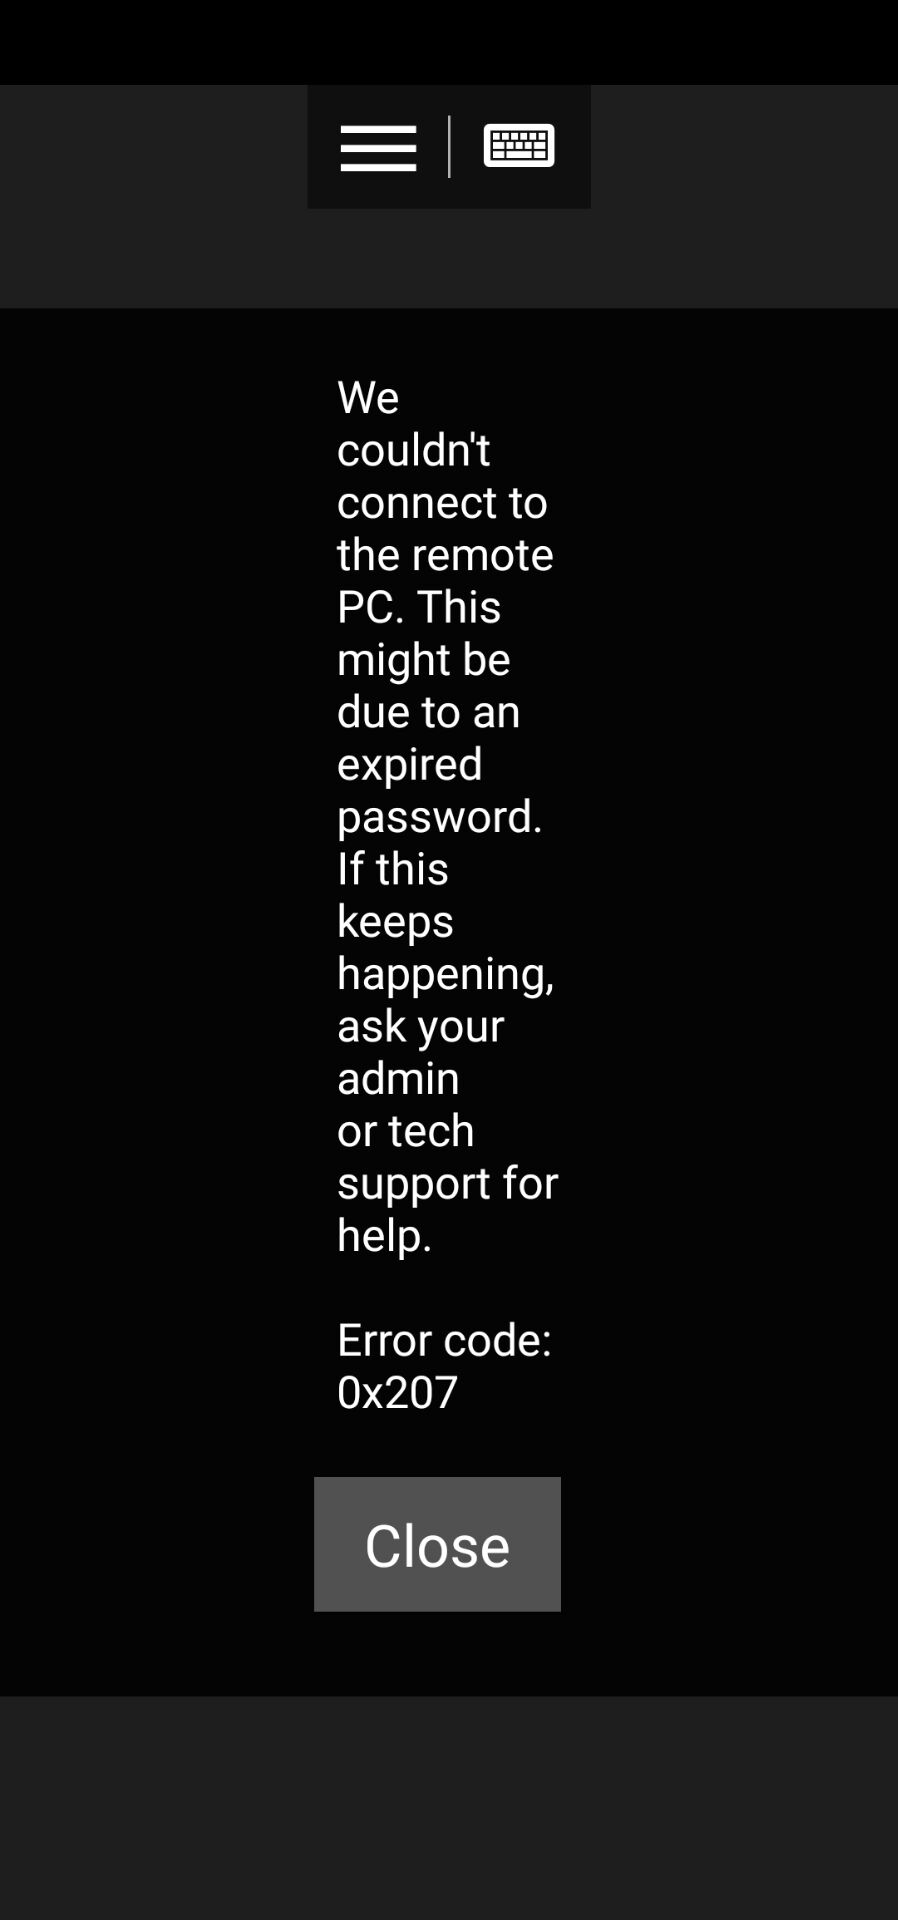 We
couldn't
connect to
the remote
PC. This
might be
due to an
expired
password.
If this
keeps
happening,
ask your
admin
or tech
support for
help.
Error code:
0x207
Close